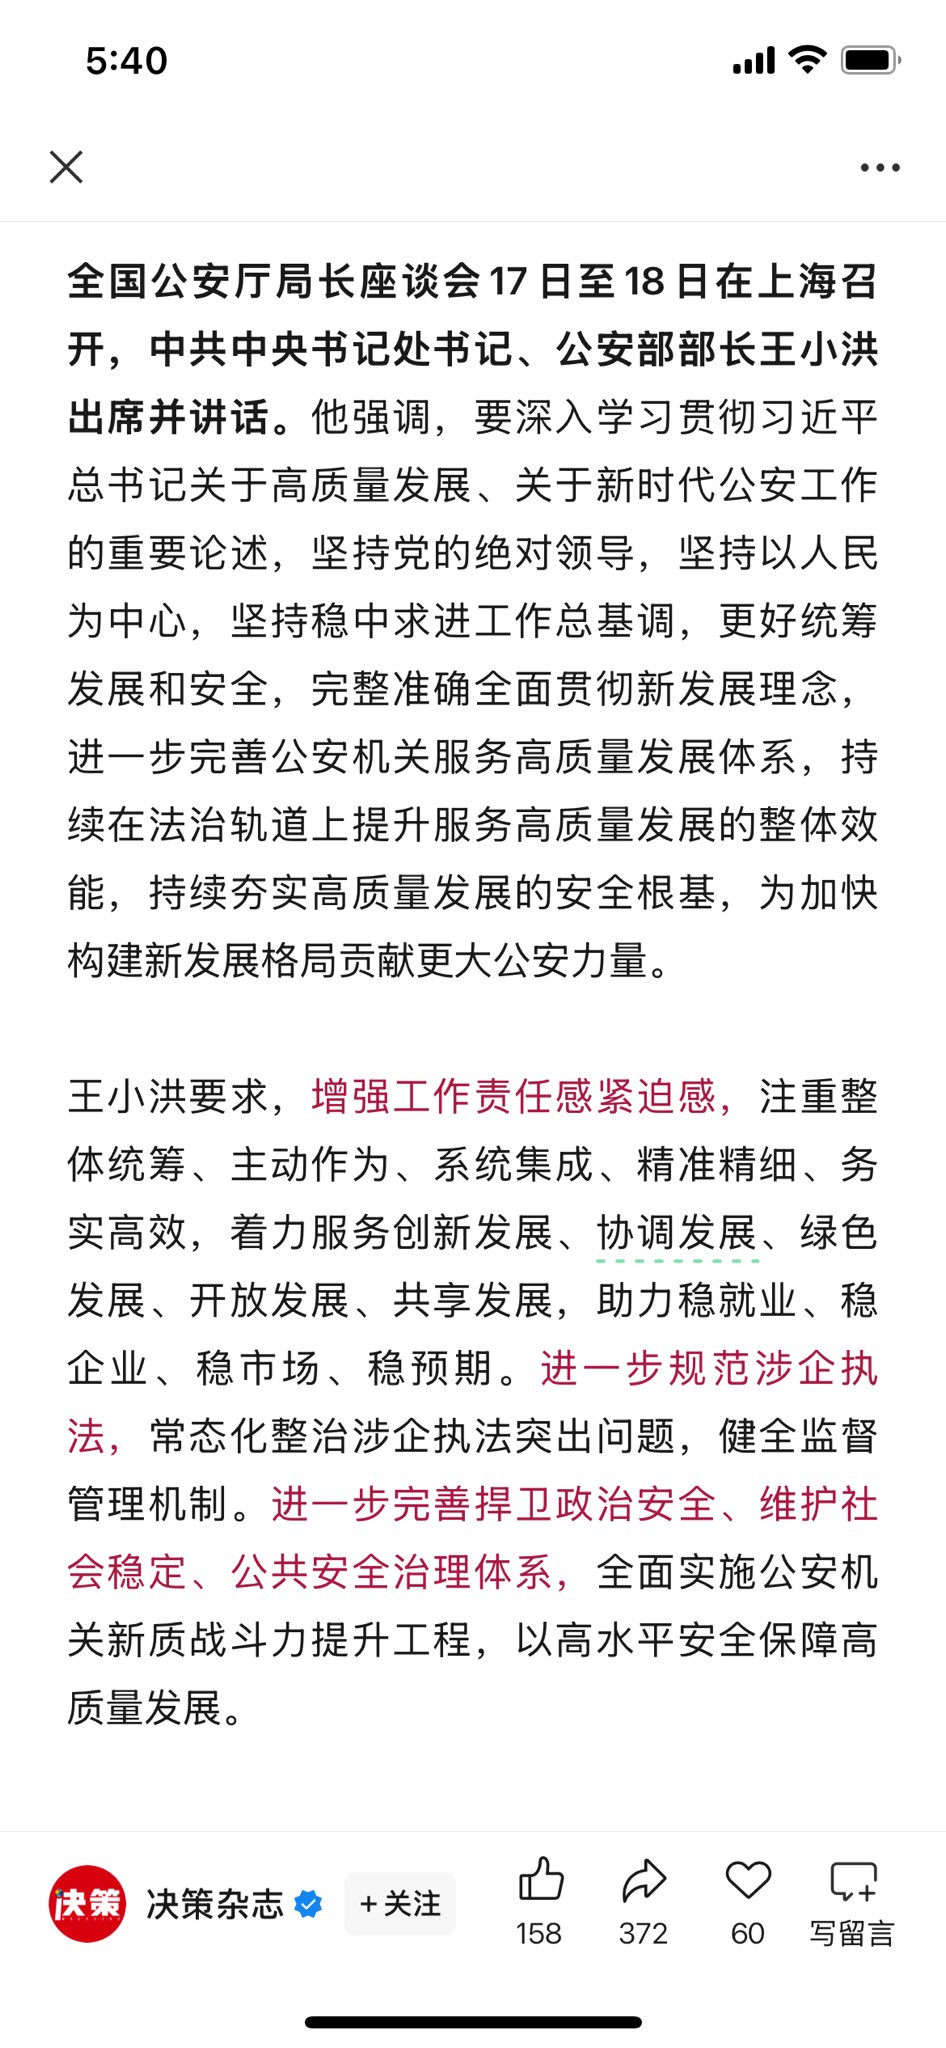 5:40
全国公安厅局长座谈会17日至18日在上海召
开，中共中央书记处书记、公安部部长王小洪
出席并讲话。他强调，要深入学习贯彻习近平
总书记关于高质量发展、关于新时代公安工作
的重要论述，坚持党的绝对领导，坚持以人民
为中心，坚持稳中求进工作总基调，更好统筹
发展和安全，完整准确全面贯彻新发展理念，
进一步完善公安机关服务高质量发展体系，持
续在法治轨道上提升服务高质量发展的整体效
能，持续夯实高质量发展的安全根基，为加快
构建新发展格局贡献更大公安力量。
王小洪要求，增强工作责任感紧迫感，注重整
体统筹、主动作为、系统集成、精准精细、务
实高效，着力服务创新发展、协调发展、绿色
发展、开放发展、共享发展，助力稳就业、稳
企业、稳市场、稳预期。进一步规范涉企执
法，常态化整治涉企执法突出问题，健全监督
管理机制。进一步完善捍卫政治安全、维护社
会稳定、公共安全治理体系，全面实施公安机
关新质战斗力提升工程，以高水平安全保障高
质量发展。
决策
决策杂志
+关注
158
372
60
写留言